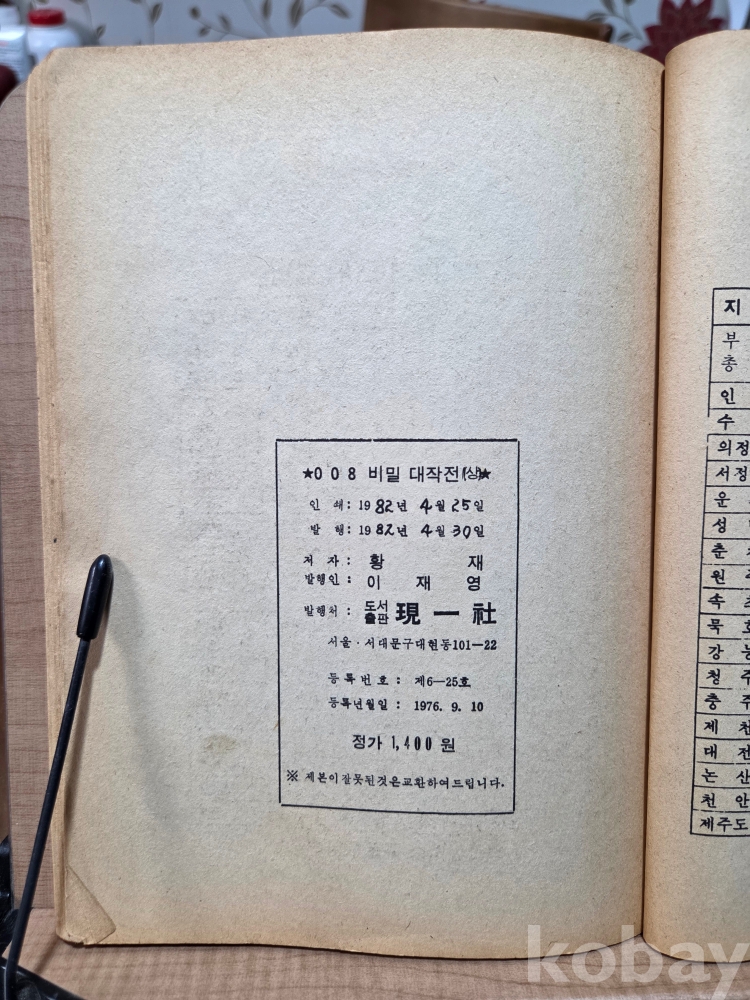 ★008 비밀 대작전(상)★
인 쇄: 1982년 4월 25일
발 행: 1982년 4월 30일
저 자: 황 재
발행인: 이 재 영
발행처: 도서출판 現一社
서울·서대문구대현동101-22
등록번호: 제6-25호
등록년월일: 1976. 9. 10
정가 1,400 원
※ 제본이잘못된것은교환하여드립니다.
지
부
총
인
수
의정
서정
운
성
춘
원
속
묵
강
청
충
제 천
대 전
논 산
천 안
제주도
kobay